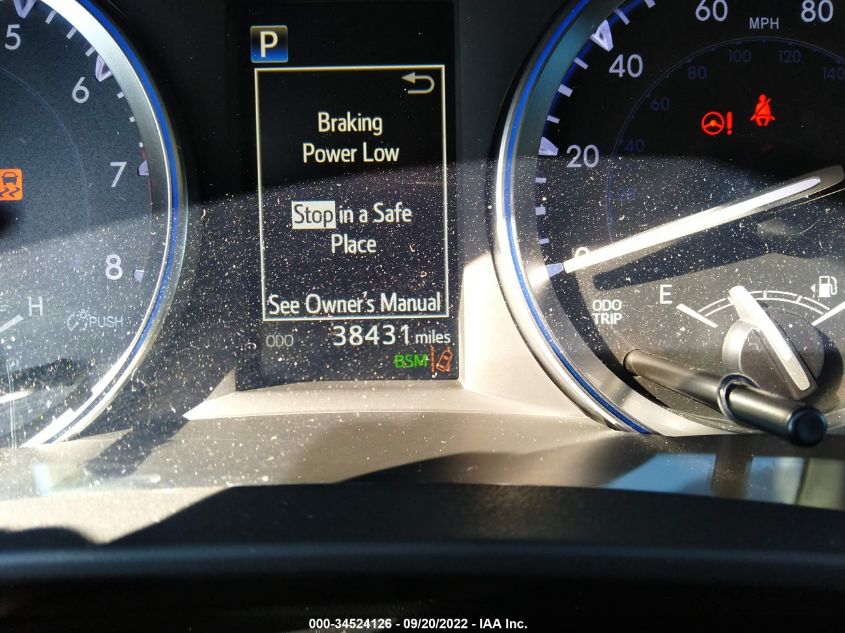 5
6
7
8
H
PUSH
P
Braking
Power Low
Stop in a Safe
Place
See Owner's Manual
ODO 38431 miles
BSM
60 MPH 80
40
20
0
80 100 120 140
60
!
E
ODO
TRIP
000-34524126 - 09/20/2022 - IAA Inc.